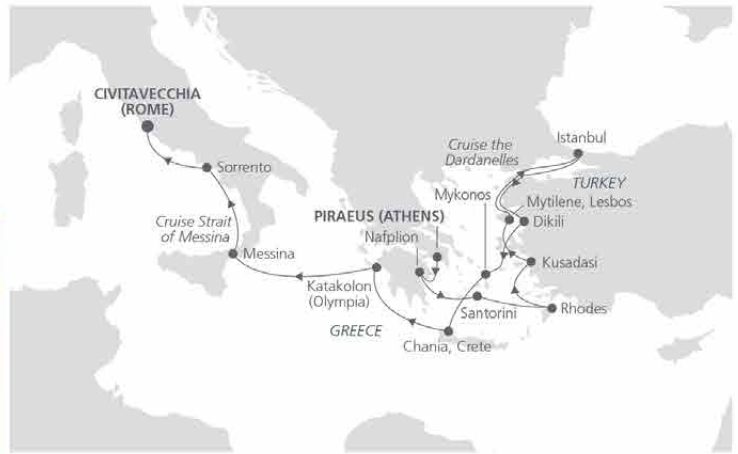 CIVITAVECCHIA
(ROME)
Sorrento
Cruise Strait
of Messina
Messina
Katakolon
(Olympia)
GREECE
Chania, Crete
PIRAEUS (ATHENS)
Nafplion
Mykonos
Santorini
Cruise the
Dardanelles
Istanbul
TURKEY
Mytilene, Lesbos
Dikili
Kusadasi
Rhodes